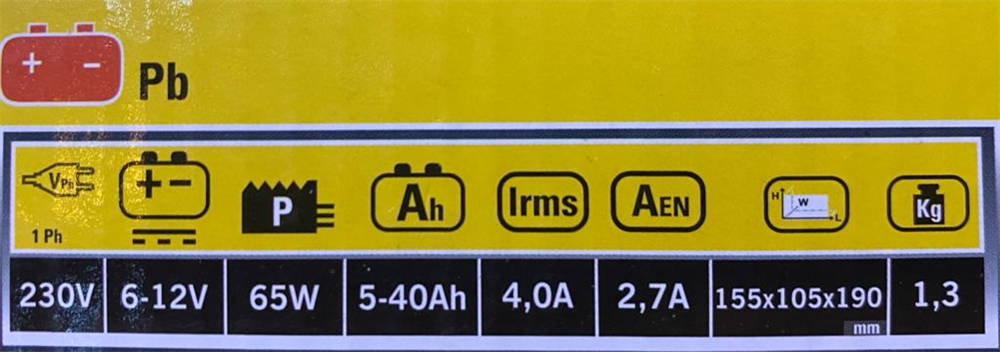 + − Pb
VPh + − P Ah Irms AEN H W L Kg
1 Ph
230V 6-12V 65W 5-40Ah 4,0A 2,7A 155x105x190 1,3
mm